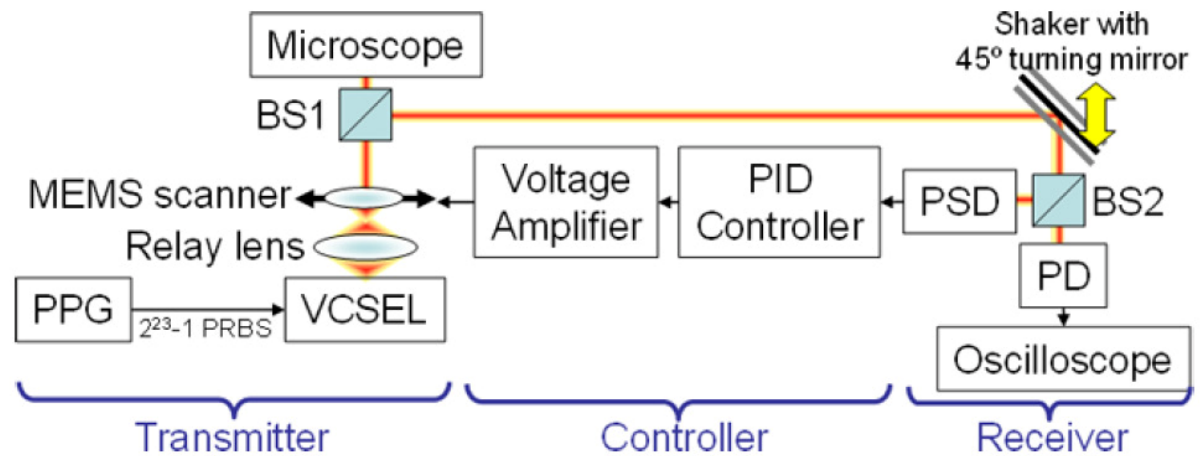 Microscope
Shaker with
45º turning mirror
BS1
MEMS scanner
Voltage
Amplifier
PID
Controller
PSD
BS2
Relay lens
PD
PPG
2²³-1 PRBS
VCSEL
Oscilloscope
Transmitter
Controller
Receiver